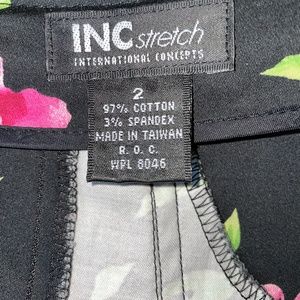 INC stretch
INTERNATIONAL CONCEPTS
2
97% COTTON
3% SPANDEX
MADE IN TAIWAN
R. O. C.
WPL 8046